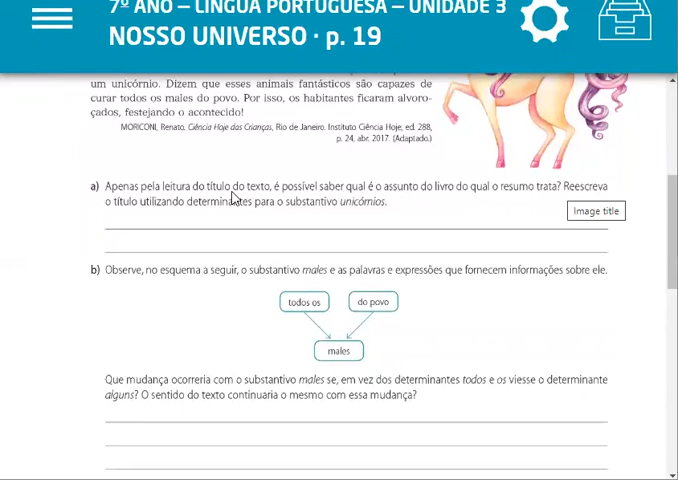 7º ANO – LÍNGUA PORTUGUESA – UNIDADE 3
NOSSO UNIVERSO · p. 19
um unicórnio. Dizem que esses animais fantásticos são capazes de
curar todos os males do povo. Por isso, os habitantes ficaram alvoro-
çados, festejando o acontecido!
MORICONI, Renato. Ciência Hoje das Crianças, Rio de Janeiro. Instituto Ciência Hoje, ed. 288,
p. 24, abr. 2017. (Adaptado.)
a) Apenas pela leitura do título do texto, é possível saber qual é o assunto do livro do qual o resumo trata? Reescreva
o título utilizando determinantes para o substantivo unicórnios.
Image title
b) Observe, no esquema a seguir, o substantivo males e as palavras e expressões que fornecem informações sobre ele.
todos os
do povo
males
Que mudança ocorreria com o substantivo males se, em vez dos determinantes todos e os viesse o determinante
alguns? O sentido do texto continuaria o mesmo com essa mudança?